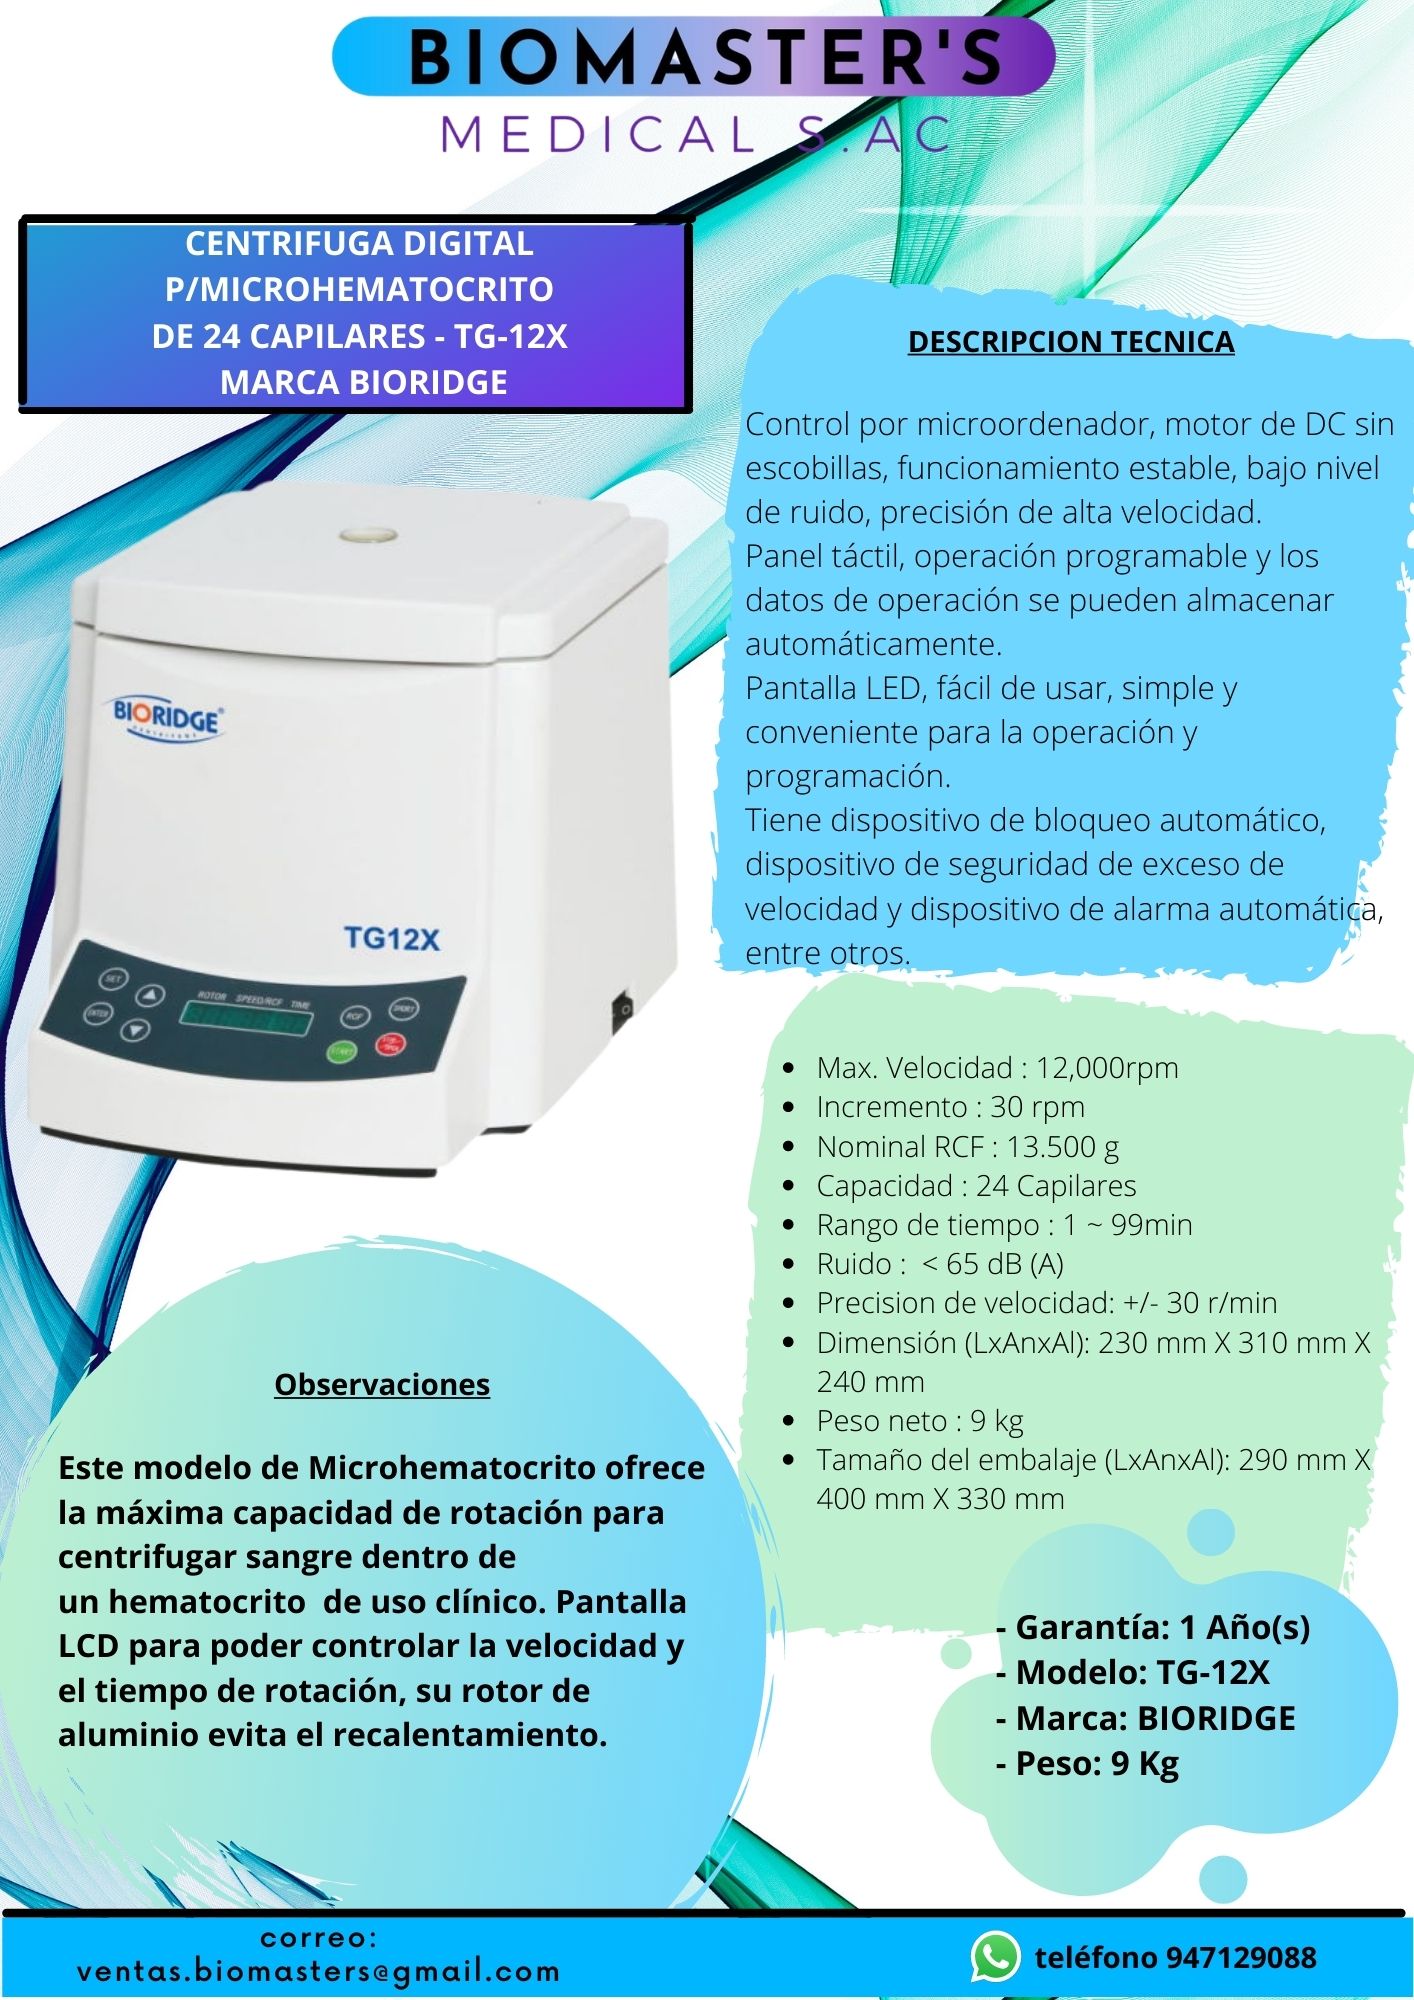 BIOMASTER'S
MEDICAL S.AC
CENTRIFUGA DIGITAL
P/MICROHEMATOCRITO
DE 24 CAPILARES - TG-12X
MARCA BIORIDGE
DESCRIPCION TECNICA
Control por microordenador, motor de DC sin
escobillas, funcionamiento estable, bajo nivel
de ruido, precisión de alta velocidad.
Panel táctil, operación programable y los
datos de operación se pueden almacenar
automáticamente.
Pantalla LED, fácil de usar, simple y
conveniente para la operación y
programación.
Tiene dispositivo de bloqueo automático,
dispositivo de seguridad de exceso de
velocidad y dispositivo de alarma automática,
entre otros.
BIORIDGE®
TG12X
SET
ENTER
ROTOR SPEED/RCF TIME
RCF
SHORT
START
STOP/
OPEN
• Max. Velocidad : 12,000rpm
• Incremento : 30 rpm
• Nominal RCF : 13.500 g
• Capacidad : 24 Capilares
• Rango de tiempo : 1 ~ 99min
• Ruido :  < 65 dB (A)
• Precision de velocidad: +/- 30 r/min
• Dimensión (LxAnxAl): 230 mm X 310 mm X
240 mm
• Peso neto : 9 kg
• Tamaño del embalaje (LxAnxAl): 290 mm X
400 mm X 330 mm
Observaciones
Este modelo de Microhematocrito ofrece
la máxima capacidad de rotación para
centrifugar sangre dentro de
un hematocrito  de uso clínico. Pantalla
LCD para poder controlar la velocidad y
el tiempo de rotación, su rotor de
aluminio evita el recalentamiento.
- Garantía: 1 Año(s)
- Modelo: TG-12X
- Marca: BIORIDGE
- Peso: 9 Kg
correo:
ventas.biomasters@gmail.com
teléfono 947129088